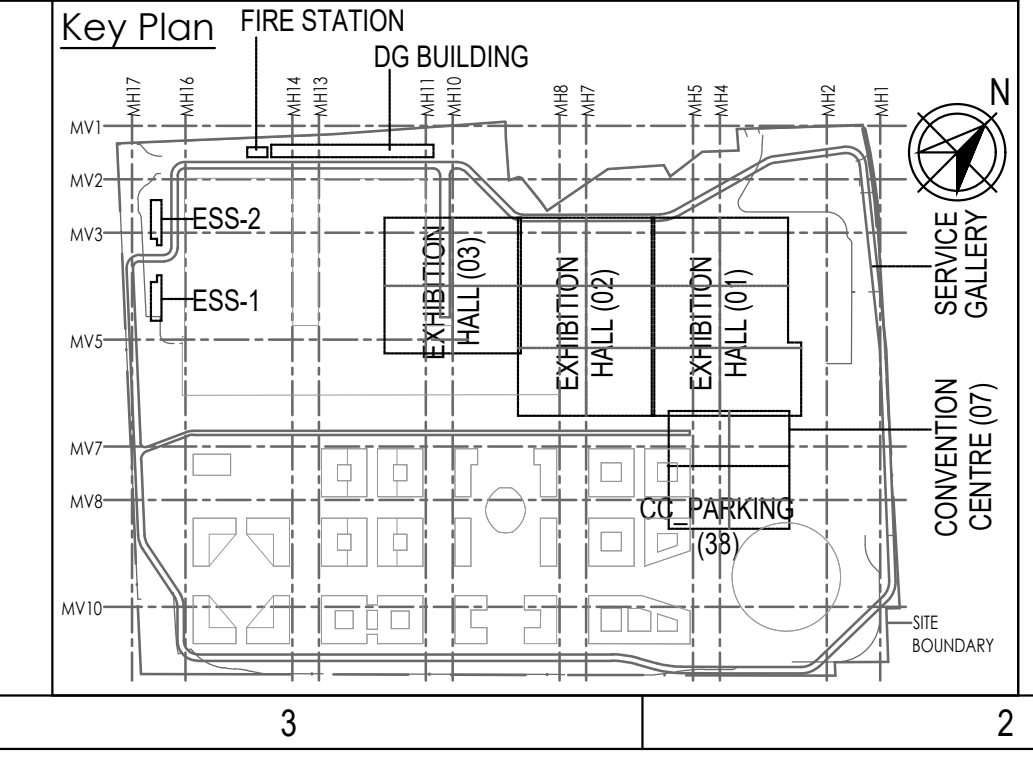 Key Plan
FIRE STATION
DG BUILDING
N
MH17
MH16
MH14
MH13
MH11
MH10
MH8
MH7
MH5
MH4
MH2
MH1
MV1
MV2
MV3
MV5
MV7
MV8
MV10
ESS-2
ESS-1
EXHIBITION
HALL (03)
EXHIBITION
HALL (02)
EXHIBITION
HALL (01)
SERVICE
GALLERY
CONVENTION
CENTRE (07)
CC_PARKING
(38)
SITE
BOUNDARY
3
2